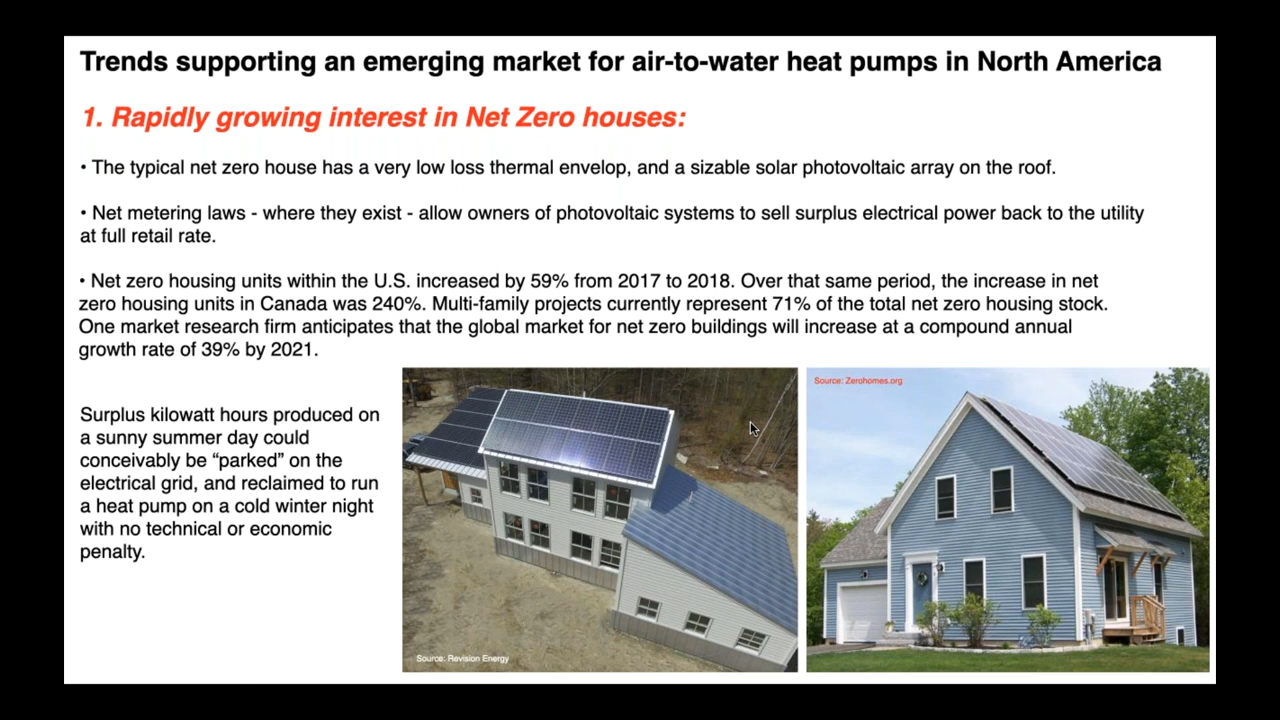 Trends supporting an emerging market for air-to-water heat pumps in North America
1. Rapidly growing interest in Net Zero houses:
• The typical net zero house has a very low loss thermal envelop, and a sizable solar photovoltaic array on the roof.
• Net metering laws - where they exist - allow owners of photovoltaic systems to sell surplus electrical power back to the utility
at full retail rate.
• Net zero housing units within the U.S. increased by 59% from 2017 to 2018. Over that same period, the increase in net
zero housing units in Canada was 240%. Multi-family projects currently represent 71% of the total net zero housing stock.
One market research firm anticipates that the global market for net zero buildings will increase at a compound annual
growth rate of 39% by 2021.
Surplus kilowatt hours produced on
a sunny summer day could
conceivably be “parked” on the
electrical grid, and reclaimed to run
a heat pump on a cold winter night
with no technical or economic
penalty.
Source: Revision Energy
Source: Zerohomes.org